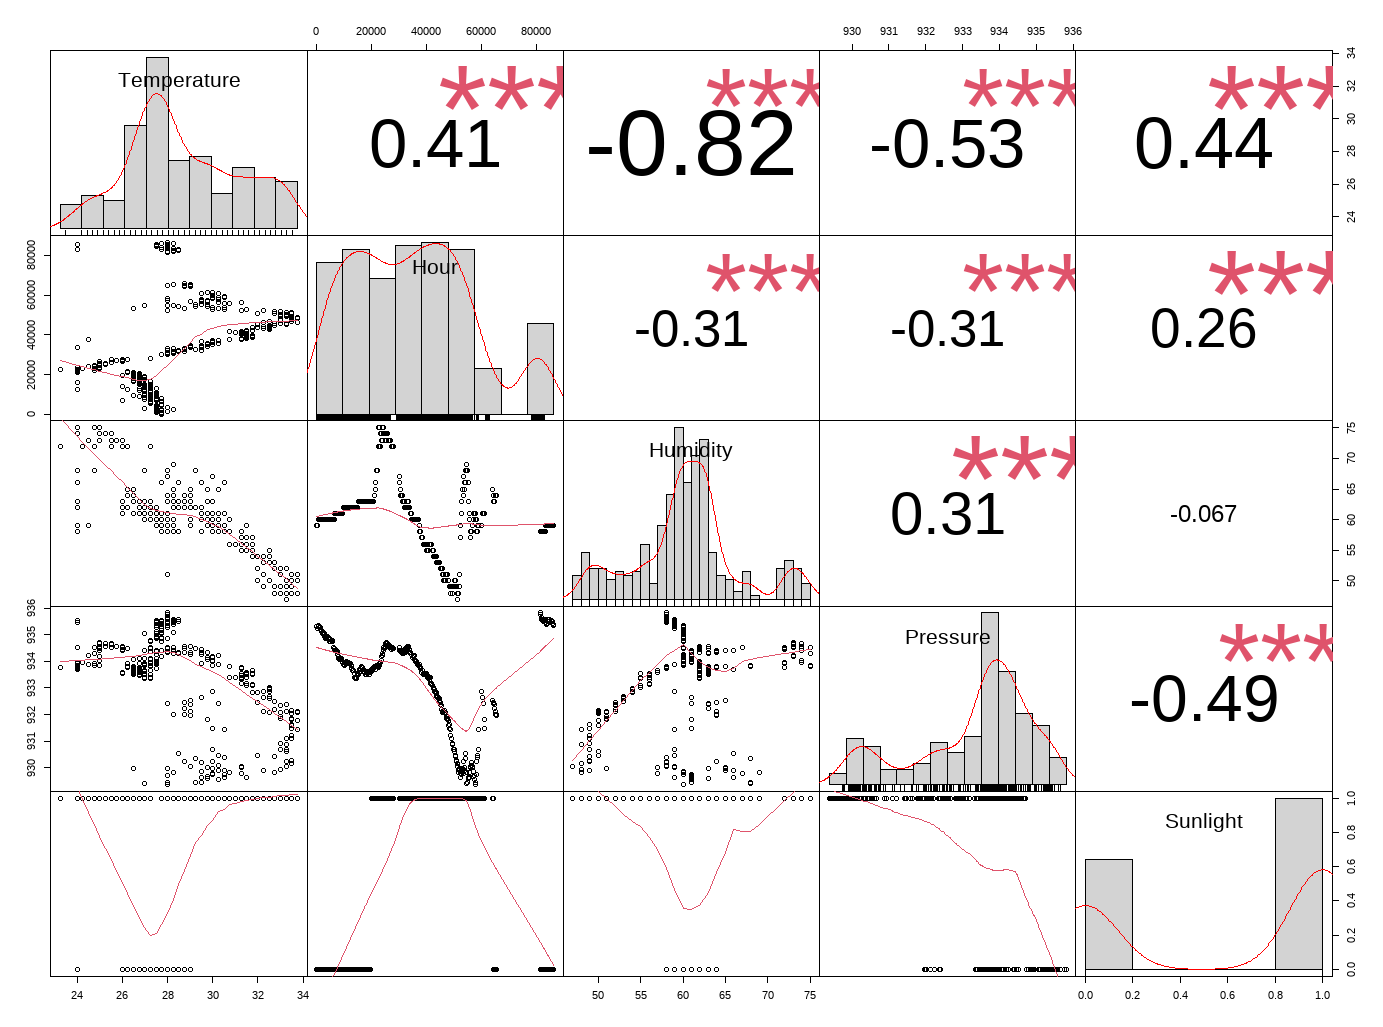 0 20000 40000 60000 80000 930 931 932 933 934 935 936
Temperature *** 0.41 *** -0.82 *** -0.53 *** 0.44
24 26 28 30 32 34
0 20000 40000 60000 80000
Hour *** -0.31 *** -0.31 *** 0.26
Humidity *** 0.31 -0.067
50 55 60 65 70 75
930 931 932 933 934 935 936
Pressure *** -0.49
Sunlight
0.0 0.2 0.4 0.6 0.8 1.0
24 26 28 30 32 34 50 55 60 65 70 75 0.0 0.2 0.4 0.6 0.8 1.0